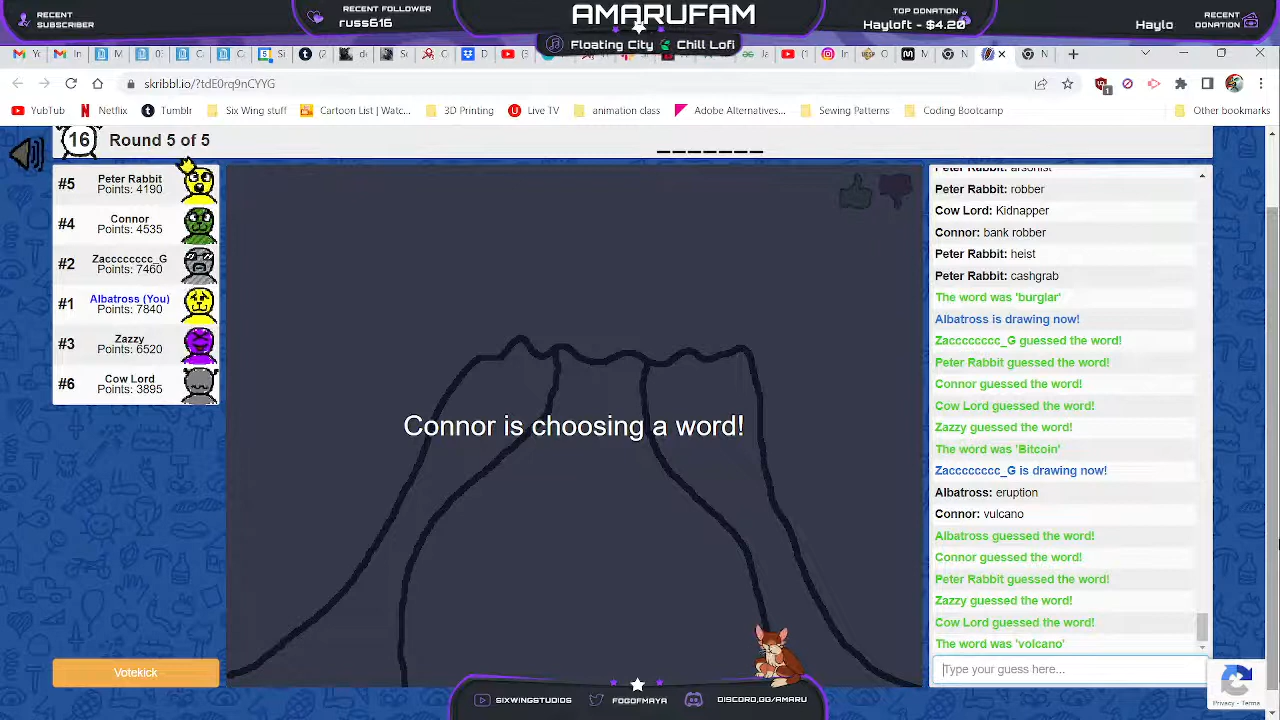 RECENT
SUBSCRIBER
RECENT FOLLOWER
russ616
AMARUFAM
TOP DONATION
Hayloft - $4.20
Haylo
RECENT
DONATION
Floating City
Chill Lofi
skribbl.io/?tdE0rq9nCYYG
YouTub
Netflix
Tumblr
Six Wing stuff
Cartoon List | Watc...
3D Printing
Live TV
animation class
Adobe Alternatives...
Sewing Patterns
Coding Bootcamp
Other bookmarks
16
Round 5 of 5
_ _ _ _ _ _ _
#5
Peter Rabbit
Points: 4190
#4
Connor
Points: 4535
#2
Zacccccccc_G
Points: 7460
#1
Albatross (You)
Points: 7840
#3
Zazzy
Points: 6520
#6
Cow Lord
Points: 3895
Votekick
Connor is choosing a word!
Peter Rabbit: arsonist
Peter Rabbit: robber
Cow Lord: Kidnapper
Connor: bank robber
Peter Rabbit: heist
Peter Rabbit: cashgrab
The word was 'burglar'
Albatross is drawing now!
Zacccccccc_G guessed the word!
Peter Rabbit guessed the word!
Connor guessed the word!
Cow Lord guessed the word!
Zazzy guessed the word!
The word was 'Bitcoin'
Zacccccccc_G is drawing now!
Albatross: eruption
Connor: vulcano
Albatross guessed the word!
Connor guessed the word!
Peter Rabbit guessed the word!
Zazzy guessed the word!
Cow Lord guessed the word!
The word was 'volcano'
Type your guess here...
Privacy - Terms
SIXWINGSTUDIOS
FOGOFMAYA
DISCORD.GG/AMARU